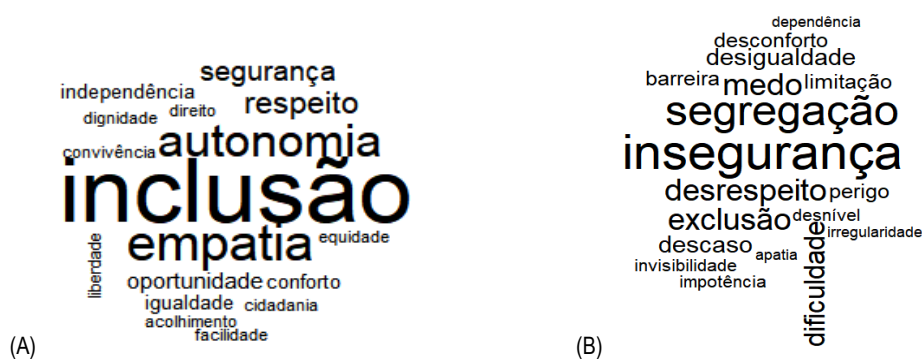 segurança
independência
respeito
dignidade
direito
convivência
autonomia
inclusão
empatia
equidade
liberdade
oportunidade
conforto
igualdade
cidadania
acolhimento
facilidade
(A)
dependência
desconforto
desigualdade
barreira
medo
limitação
segregação
insegurança
desrespeito
perigo
exclusão
desnível
irregularidade
descaso
apatia
invisibilidade
impotência
dificuldade
(B)